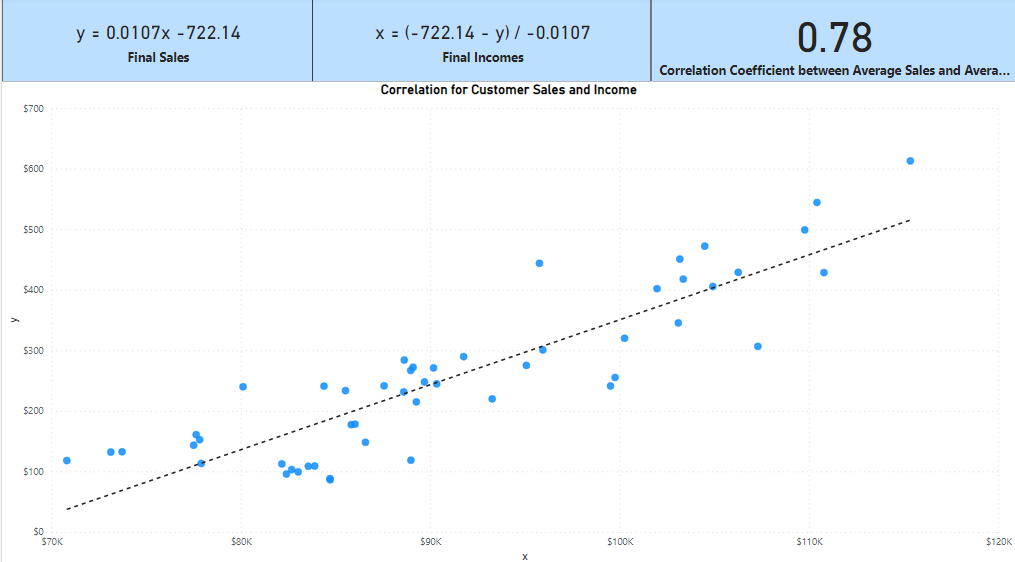 y = 0.0107x -722.14
Final Sales
x = (-722.14 - y) / -0.0107
Final Incomes
0.78
Correlation Coefficient between Average Sales and Avera...
Correlation for Customer Sales and Income
$700
$600
$500
$400
$300
$200
$100
$0
y
$70K
$80K
$90K
$100K
$110K
$120K
x